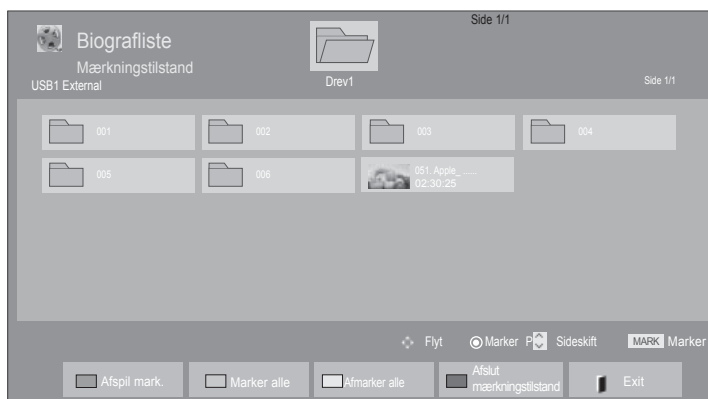 Side 1/1
Biografliste
Mærkningstilstand
USB1 External
Drev1
Side 1/1
001
002
003
004
005
006
051. Apple_ ......
02:30:25
Flyt
Marker
P
Sideskift
MARK
Marker
Afspil mark.
Marker alle
Afmarker alle
Afslut
mærkningstilstand
Exit